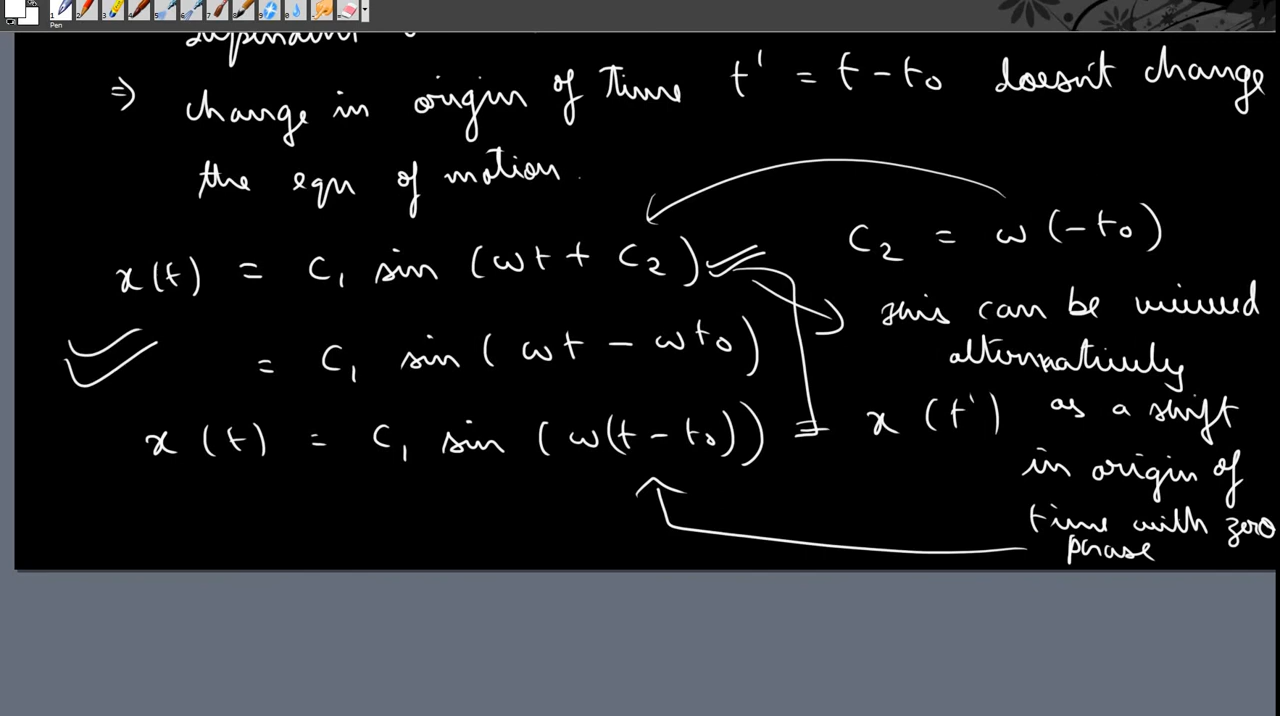 ⇒ change in origin of time t' = t - t₀ doesn't change
the eqn of motion.
x(t) = C₁ sin (ωt + C₂)
C₂ = ω(-t₀)
= C₁ sin (ωt - ωt₀)
x(t) = C₁ sin (ω(t - t₀)) ≡ x(t')
this can be viewed
alternatively
as a shift
in origin of
time with zero
phase
Pen